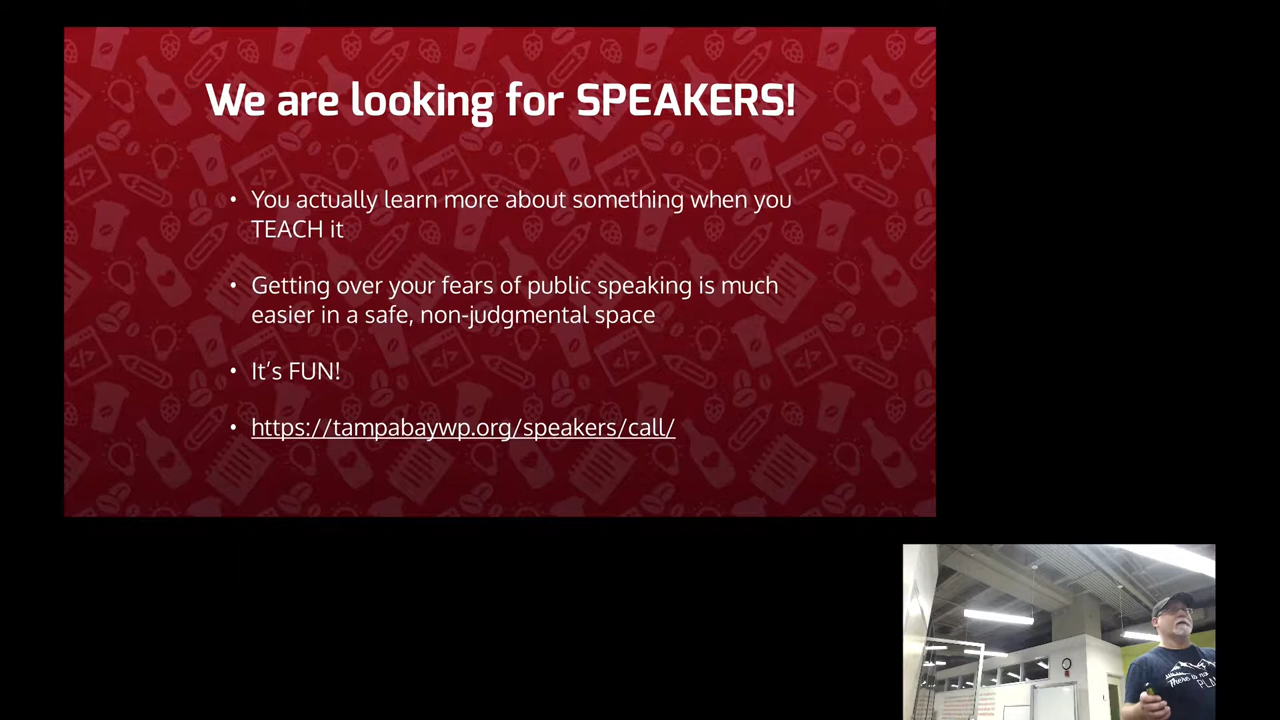 We are looking for SPEAKERS!
• You actually learn more about something when you
TEACH it
• Getting over your fears of public speaking is much
easier in a safe, non-judgmental space
• It's FUN!
• https://tampabaywp.org/speakers/call/